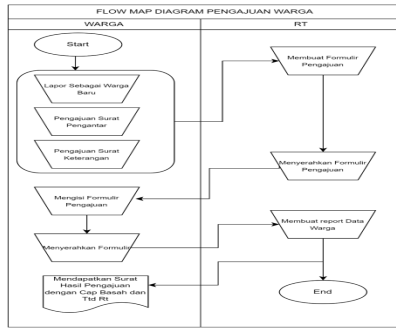 FLOW MAP DIAGRAM PENGAJUAN WARGA
WARGA
RT
Start
Lapor Sebagai Warga
Baru
Pengajuan Surat
Pengantar
Pengajuan Surat
Keterangan
Membuat Formulir
Pengajuan
Menyerahkan Formulir
Pengajuan
Mengisi Formulir
Pengajuan
Menyerahkan Formulir
Membuat report Data
Warga
Mendapatkan Surat
Hasil Pengajuan
dengan Cap Basah dan
Ttd Rt
End